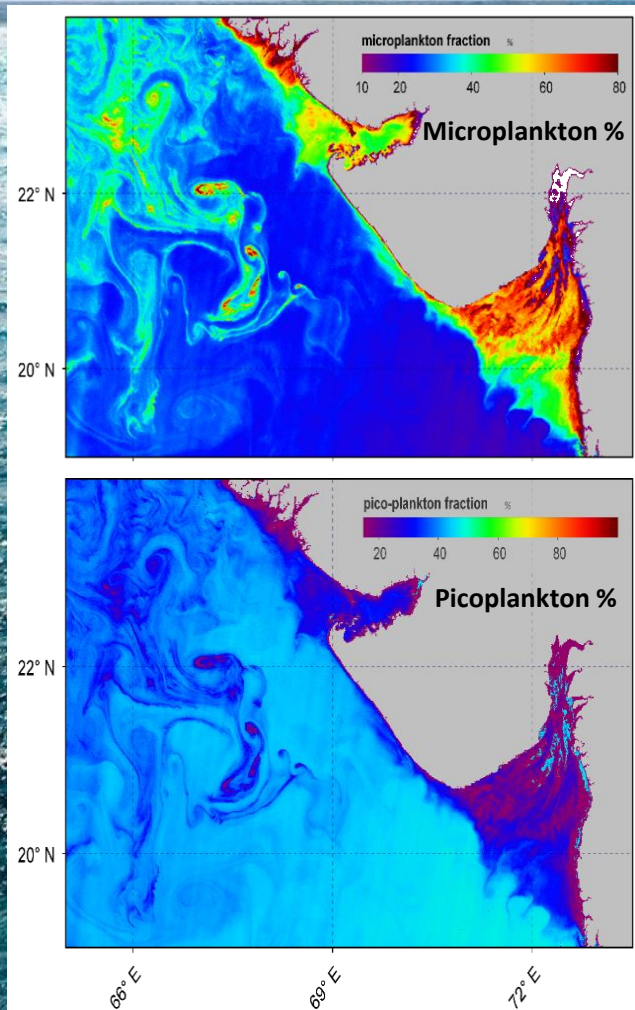 microplankton fraction %
10 20 40 60 80
Microplankton %
22° N
20° N
pico-plankton fraction %
20 40 60 80
Picoplankton %
22° N
20° N
66° E 69° E 72° E